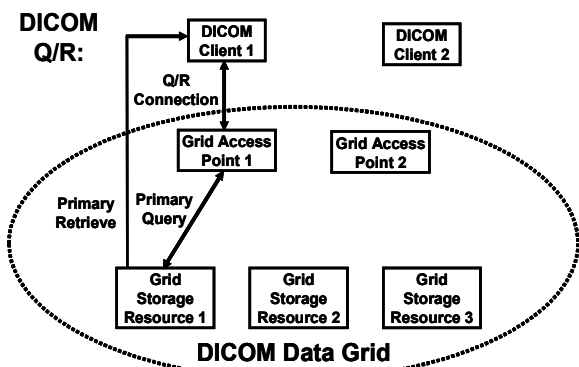 DICOM
Q/R:
DICOM
Client 1
DICOM
Client 2
Q/R
Connection
Grid Access
Point 1
Grid Access
Point 2
Primary
Retrieve
Primary
Query
Grid
Storage
Resource 1
Grid
Storage
Resource 2
Grid
Storage
Resource 3
DICOM Data Grid